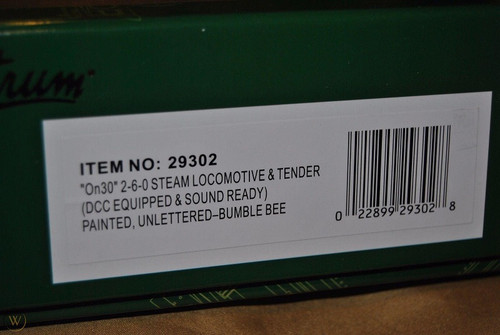 trum
ITEM NO: 29302
"On30" 2-6-0 STEAM LOCOMOTIVE & TENDER
(DCC EQUIPPED & SOUND READY)
PAINTED, UNLETTERED–BUMBLE BEE
0 22899 29302 8
W